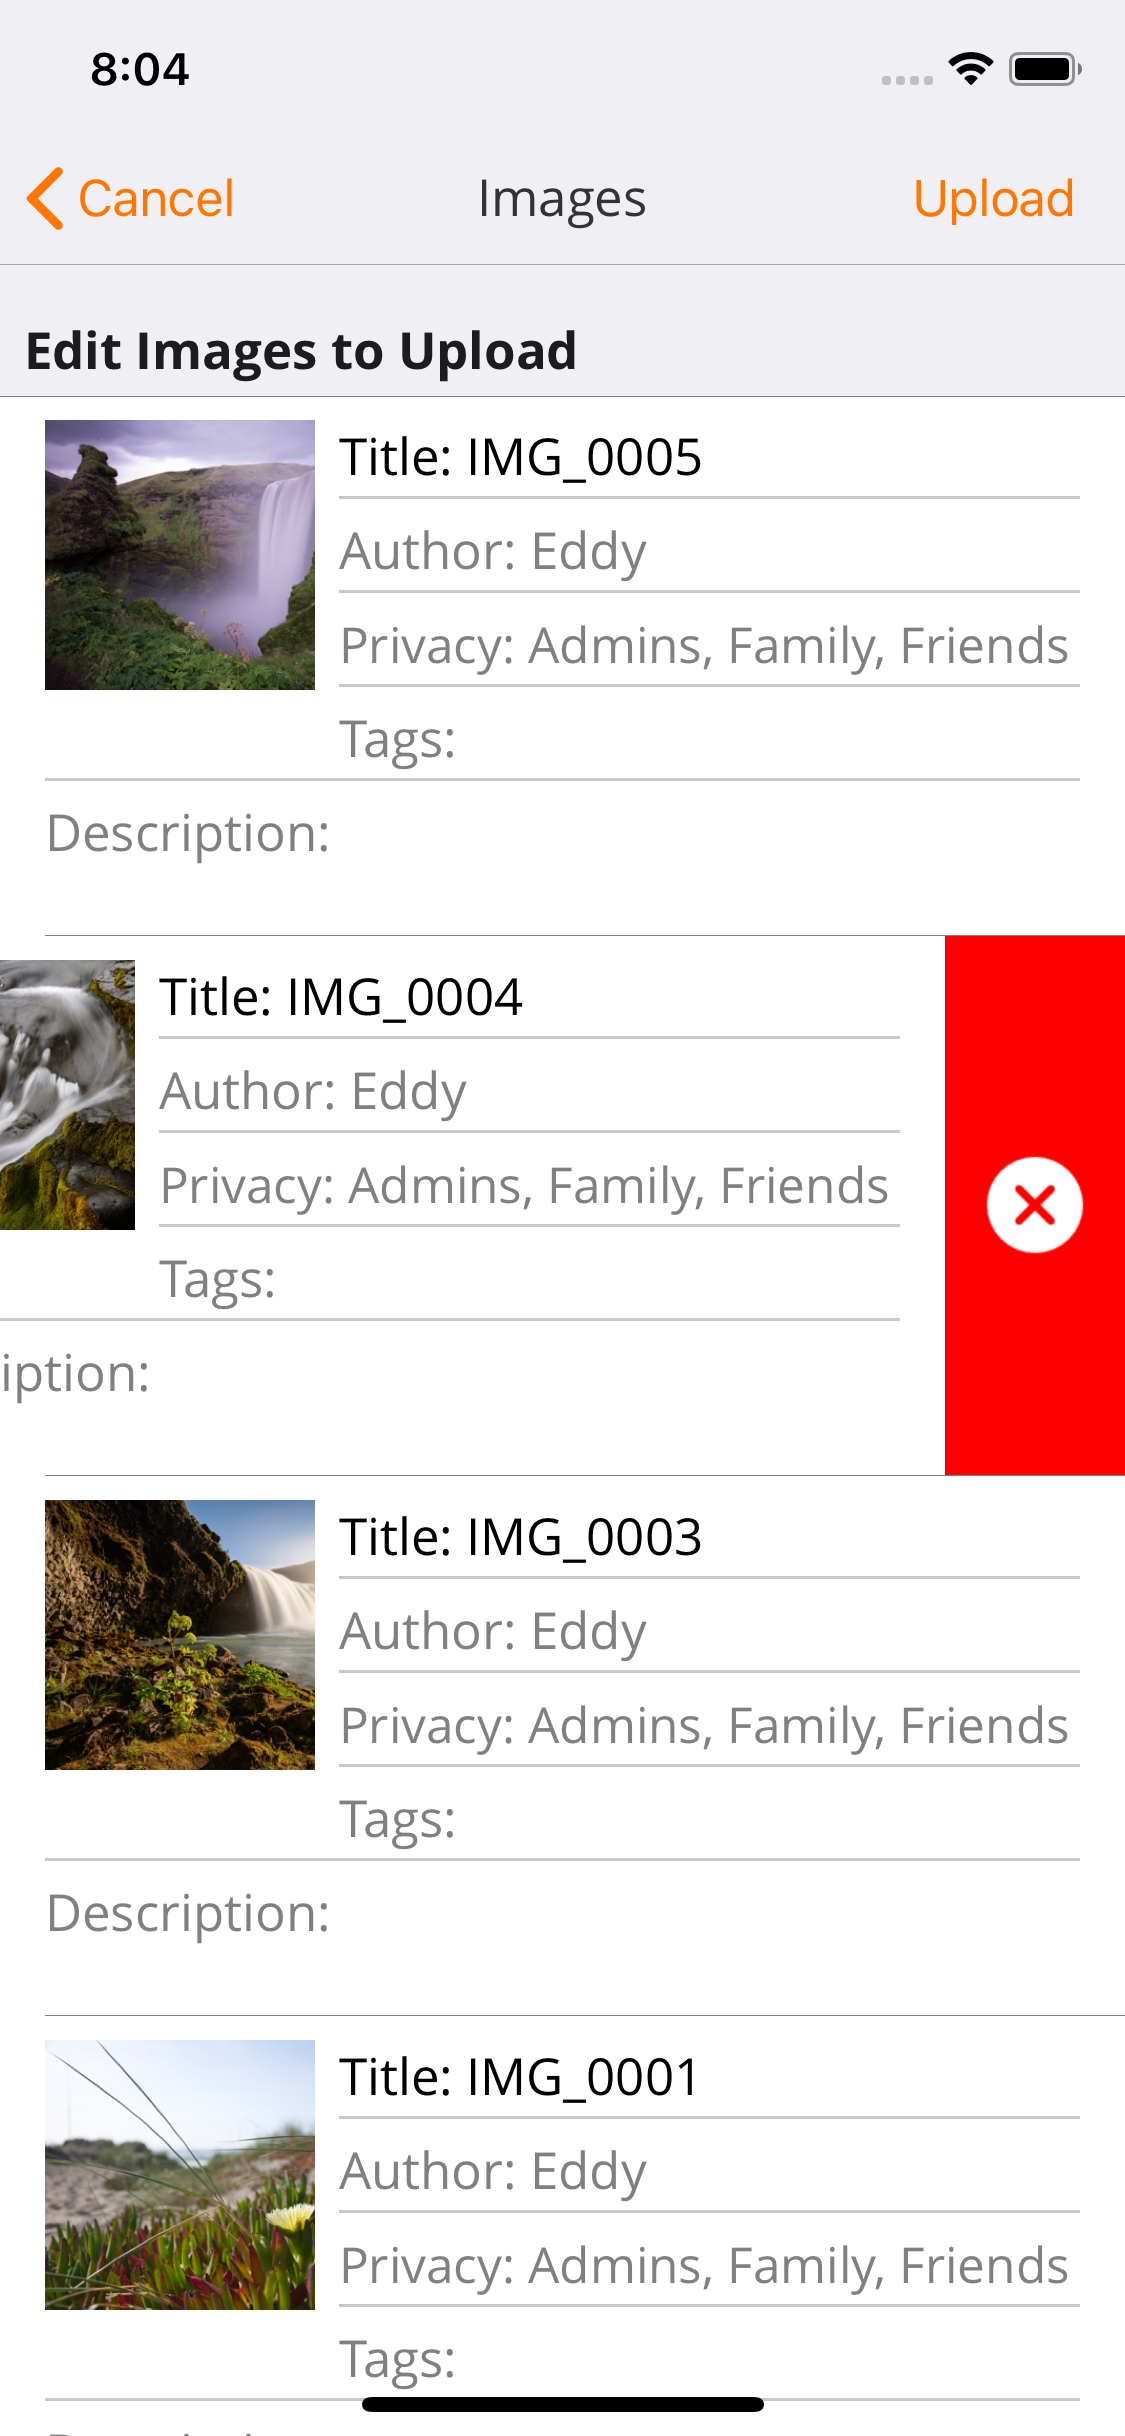 8:04
Cancel
Images
Upload
Edit Images to Upload
Title: IMG_0005
Author: Eddy
Privacy: Admins, Family, Friends
Tags:
Description:
Title: IMG_0004
Author: Eddy
Privacy: Admins, Family, Friends
Tags:
iption:
Title: IMG_0003
Author: Eddy
Privacy: Admins, Family, Friends
Tags:
Description:
Title: IMG_0001
Author: Eddy
Privacy: Admins, Family, Friends
Tags: